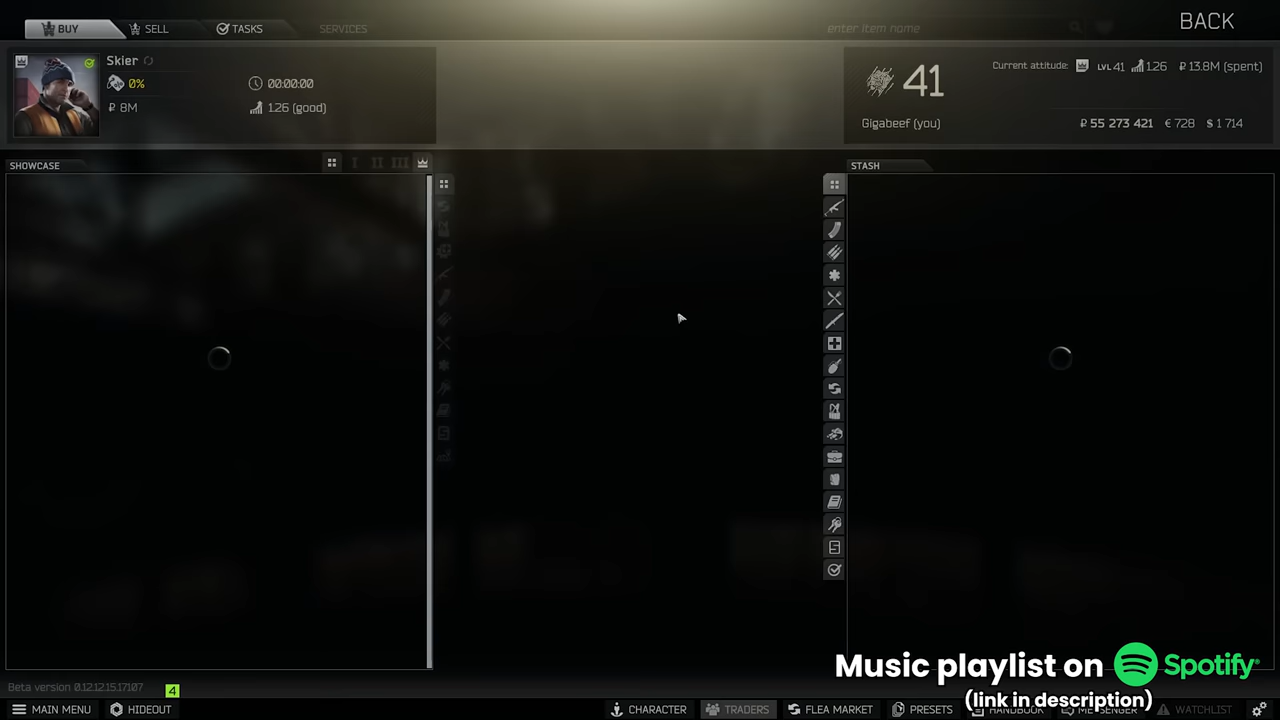 BUY
SELL
TASKS
SERVICES
enter item name
BACK
Skier
0%
₽ 8M
00:00:00
1.26 (good)
41
Gigabeef (you)
Current attitude: LVL 41 1.26 ₽ 13.8M (spent)
₽ 55 273 421 € 728 $ 1 714
SHOWCASE
I II III
STASH
Music playlist on Spotify
(link in description)
Beta version 0.12.12.15.17107
4
MAIN MENU
HIDEOUT
CHARACTER
TRADERS
FLEA MARKET
PRESETS
HANDBOOK
MESSENGER
WATCHLIST